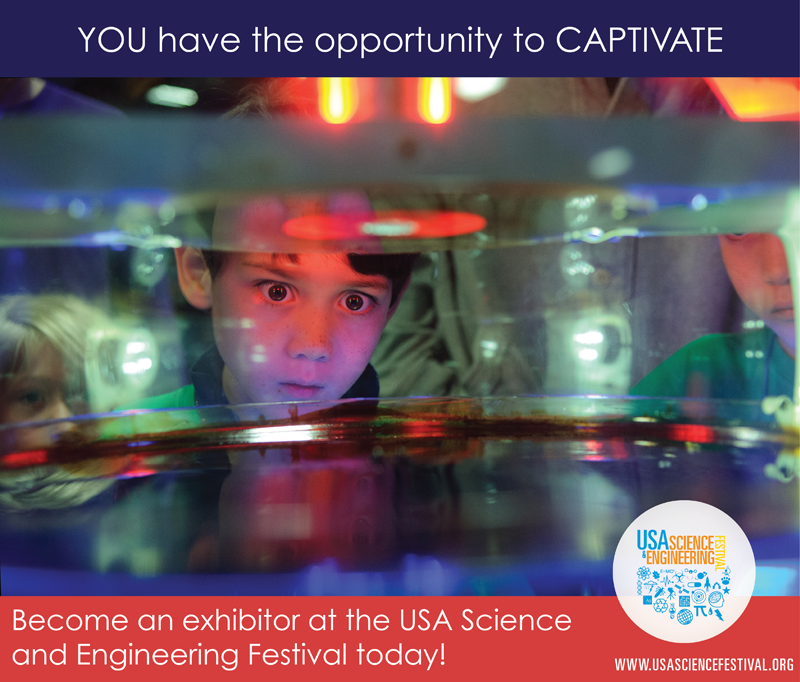 YOU have the opportunity to CAPTIVATE
USA SCIENCE
& ENGINEERING
FESTIVAL
Become an exhibitor at the USA Science
and Engineering Festival today!
WWW.USASCIENCEFESTIVAL.ORG